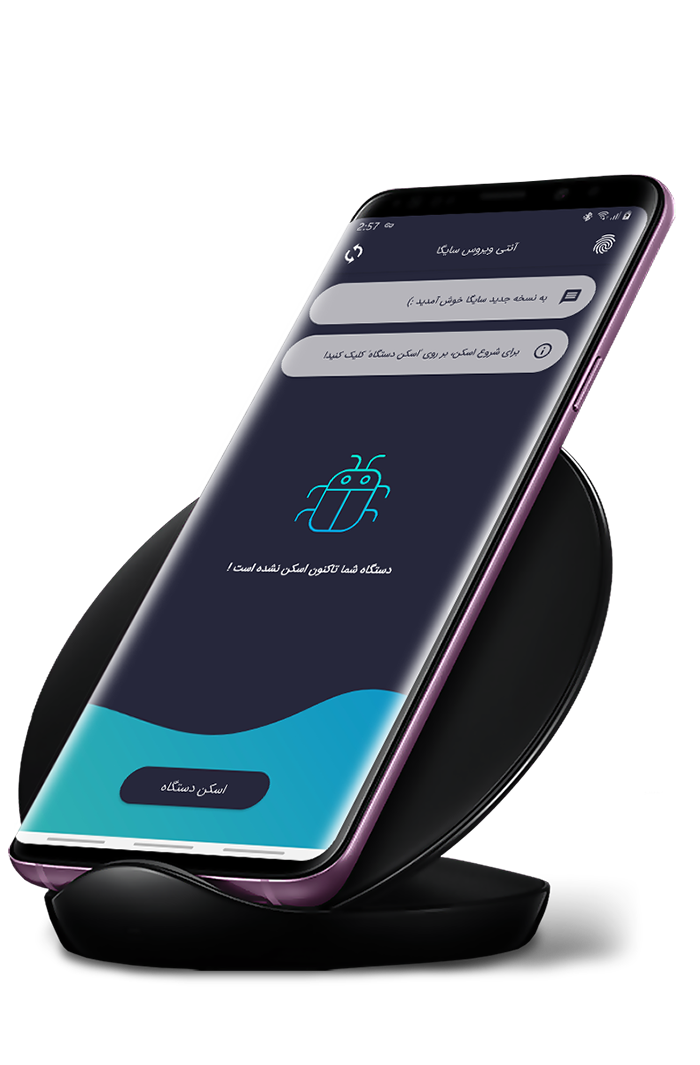 2:57
آنتی ویروس سایگا
به نسخه جدید سایگا خوش آمدید :)
برای شروع اسکن، بر روی 'اسکن دستگاه' کلیک کنید!
دستگاه شما تاکنون اسکن نشده است !
اسکن دستگاه